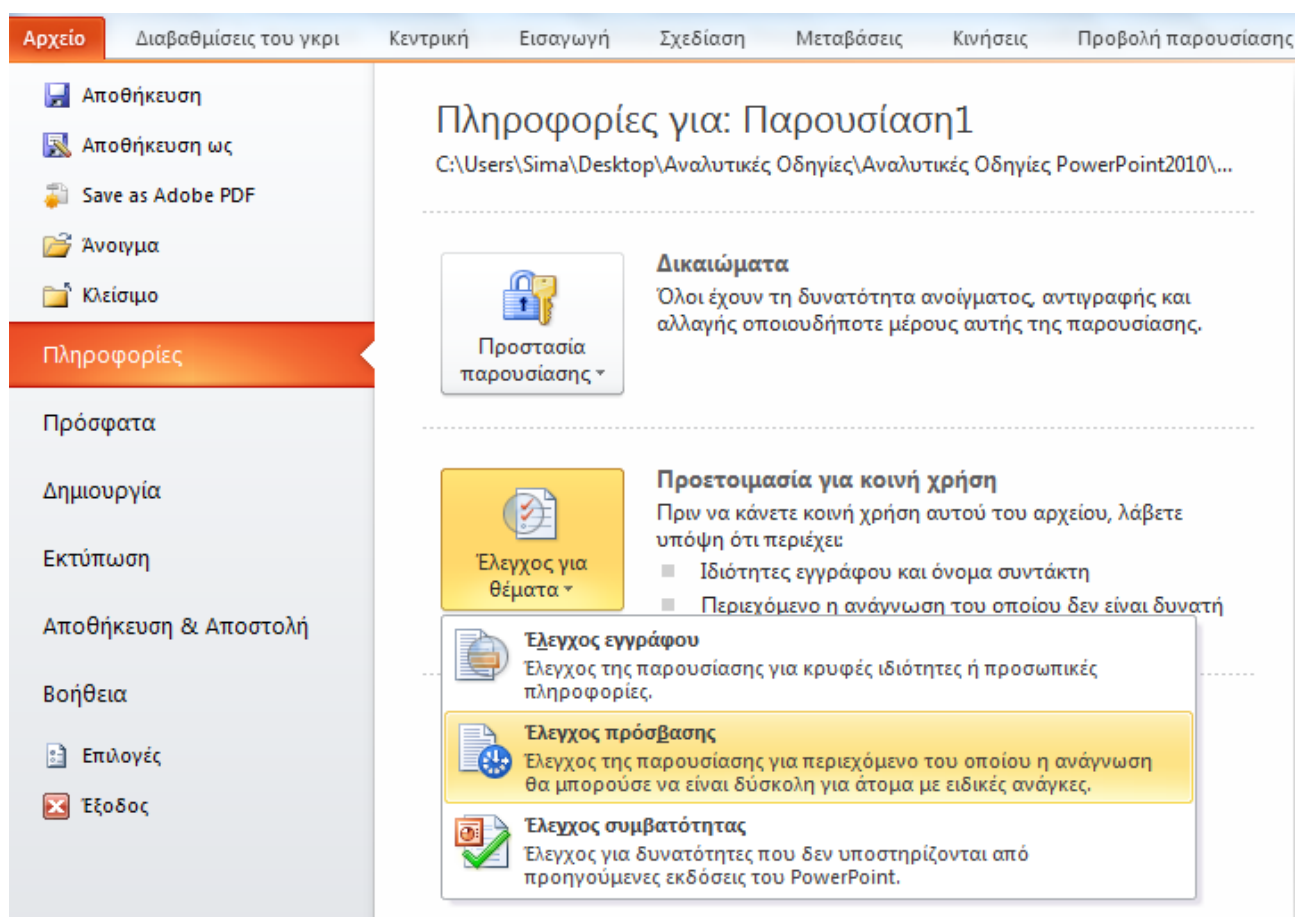 Αρχείο Διαβαθμίσεις του γκρι Κεντρική Εισαγωγή Σχεδίαση Μεταβάσεις Κινήσεις Προβολή παρουσίασης
Αποθήκευση
Αποθήκευση ως
Save as Adobe PDF
Άνοιγμα
Κλείσιμο
Πληροφορίες
Πρόσφατα
Δημιουργία
Εκτύπωση
Αποθήκευση & Αποστολή
Βοήθεια
Επιλογές
Έξοδος
Πληροφορίες για: Παρουσίαση1
C:\Users\Sima\Desktop\Αναλυτικές Οδηγίες\Αναλυτικές Οδηγίες PowerPoint2010\...
Προστασία
παρουσίασης
Δικαιώματα
Όλοι έχουν τη δυνατότητα ανοίγματος, αντιγραφής και
αλλαγής οποιουδήποτε μέρους αυτής της παρουσίασης.
Έλεγχος για
θέματα
Προετοιμασία για κοινή χρήση
Πριν να κάνετε κοινή χρήση αυτού του αρχείου, λάβετε
υπόψη ότι περιέχει:
Ιδιότητες εγγράφου και όνομα συντάκτη
Περιεχόμενο η ανάγνωση του οποίου δεν είναι δυνατή
Έλεγχος εγγράφου
Έλεγχος της παρουσίασης για κρυφές ιδιότητες ή προσωπικές
πληροφορίες.
Έλεγχος πρόσβασης
Έλεγχος της παρουσίασης για περιεχόμενο του οποίου η ανάγνωση
θα μπορούσε να είναι δύσκολη για άτομα με ειδικές ανάγκες.
Έλεγχος συμβατότητας
Έλεγχος για δυνατότητες που δεν υποστηρίζονται από
προηγούμενες εκδόσεις του PowerPoint.